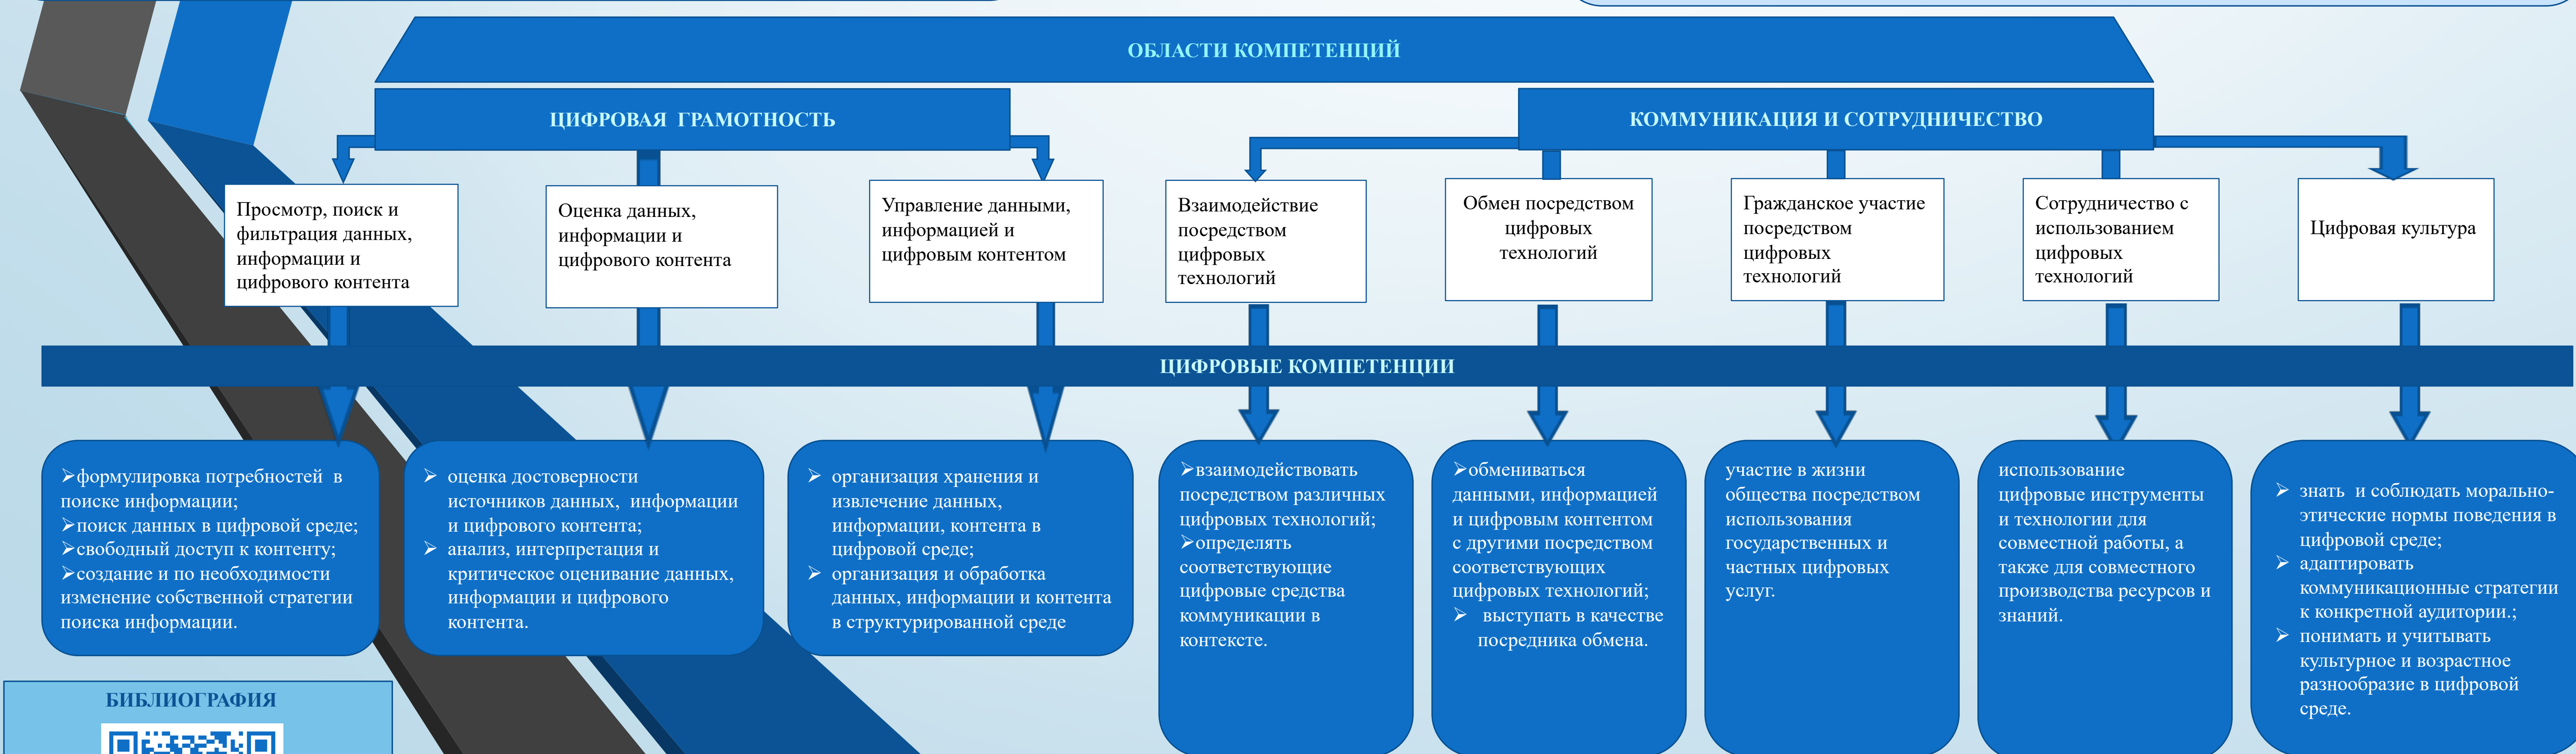 ОБЛАСТИ КОМПЕТЕНЦИЙ
ЦИФРОВАЯ  ГРАМОТНОСТЬ
КОММУНИКАЦИЯ И СОТРУДНИЧЕСТВО
Просмотр, поиск и
фильтрация данных,
информации и
цифрового контента
Оценка данных,
информации и
цифрового контента
Управление данными,
информацией и
цифровым контентом
Взаимодействие
посредством
цифровых
технологий
Обмен посредством
цифровых
технологий
Гражданское участие
посредством
цифровых
технологий
Сотрудничество с
использованием
цифровых
технологий
Цифровая культура
ЦИФРОВЫЕ КОМПЕТЕНЦИИ
➢формулировка потребностей  в
поиске информации;
➢поиск данных в цифровой среде;
➢свободный доступ к контенту;
➢создание и по необходимости
изменение собственной стратегии
поиска информации.
➢ оценка достоверности
источников данных,  информации
и цифрового контента;
➢ анализ, интерпретация и
критическое оценивание данных,
информации и цифрового
контента.
➢ организация хранения и
извлечение данных,
информации, контента в
цифровой среде;
➢ организация и обработка
данных, информации и контента
в структурированной среде
➢взаимодействовать
посредством различных
цифровых технологий;
➢определять
соответствующие
цифровые средства
коммуникации в
контексте.
➢обмениваться
данными, информацией
и цифровым контентом
с другими посредством
соответствующих
цифровых технологий;
➢ выступать в качестве
посредника обмена.
участие в жизни
общества посредством
использования
государственных и
частных цифровых
услуг.
использование
цифровые инструменты
и технологии для
совместной работы, а
также для совместного
производства ресурсов и
знаний.
➢ знать  и соблюдать морально-
этические нормы поведения в
цифровой среде;
➢ адаптировать
коммуникационные стратегии
к конкретной аудитории.;
➢ понимать и учитывать
культурное и возрастное
разнообразие в цифровой
среде.
БИБЛИОГРАФИЯ